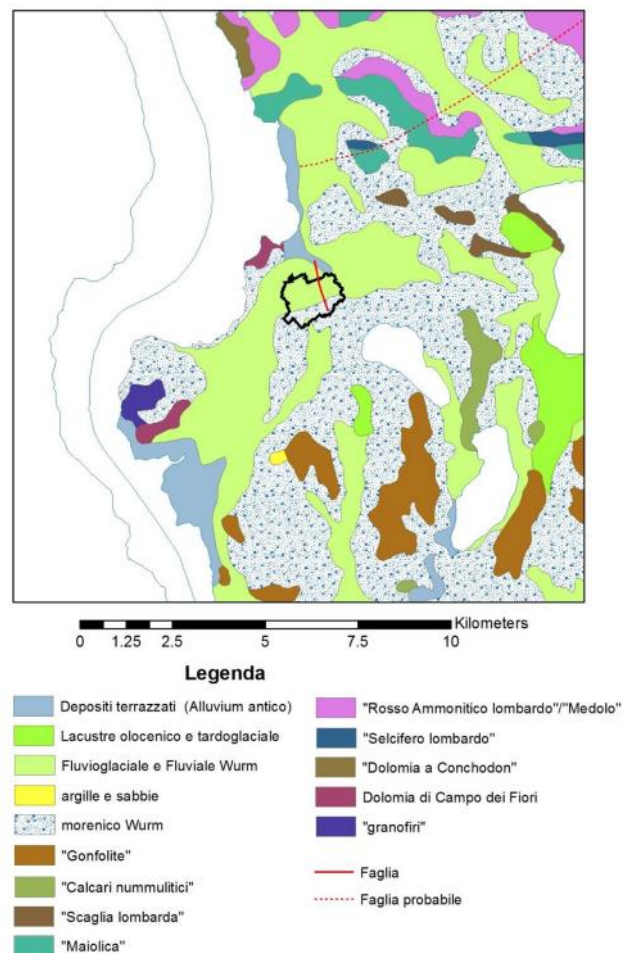 Kilometers
0 1.25 2.5 5 7.5 10
Legenda
Depositi terrazzati (Alluvium antico)
Lacustre olocenico e tardoglaciale
Fluvioglaciale e Fluviale Wurm
argille e sabbie
morenico Wurm
"Gonfolite"
"Calcari nummulitici"
"Scaglia lombarda"
"Maiolica"
"Rosso Ammonitico lombardo"/"Medolo"
"Selcifero lombardo"
"Dolomia a Conchodon"
Dolomia di Campo dei Fiori
"granofiri"
Faglia
Faglia probabile